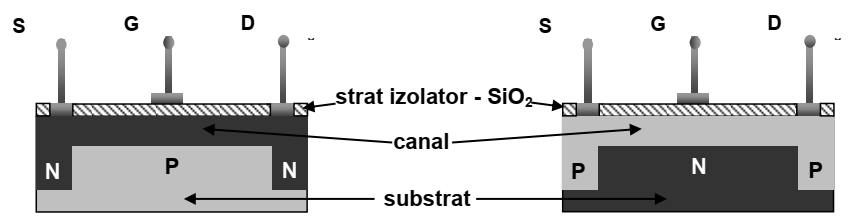 S G D S G D
strat izolator - SiO₂
canal
N P N P N P
substrat